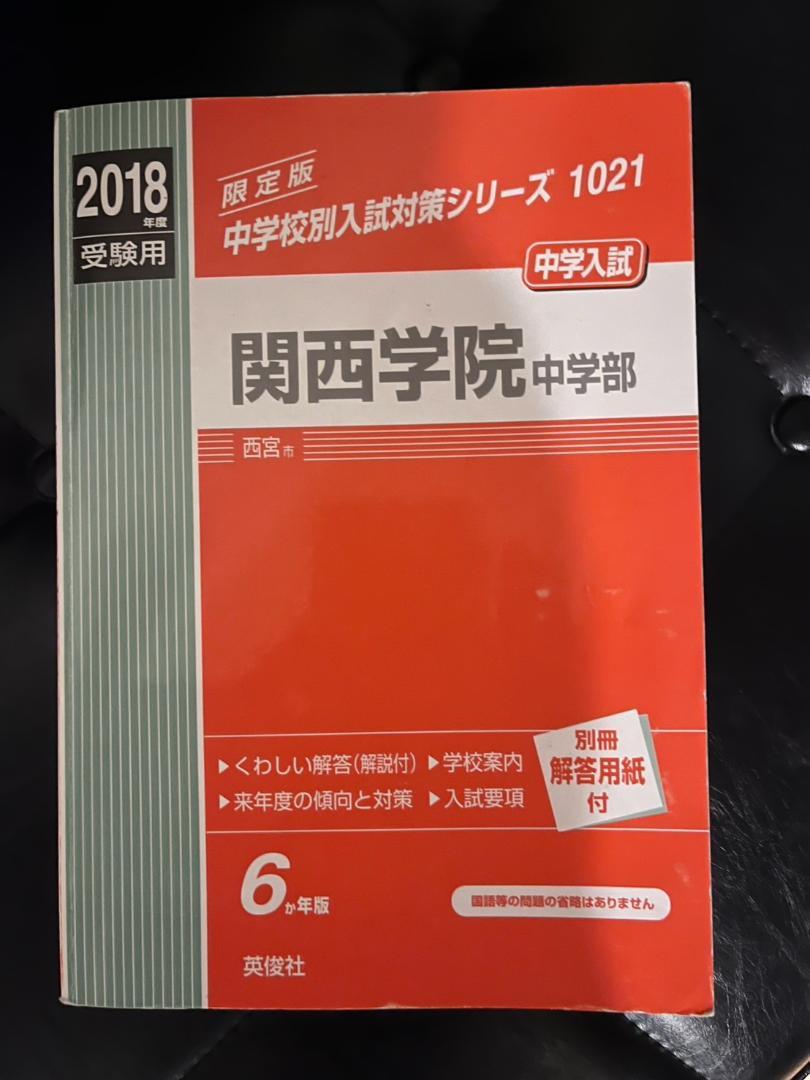 2018年度
受験用
限定版
中学校別入試対策シリーズ 1021
中学入試
関西学院中学部
西宮市
▶くわしい解答(解説付) ▶学校案内
▶来年度の傾向と対策 ▶入試要項
別冊
解答用紙
付
6か年版
国語等の問題の省略はありません
英俊社